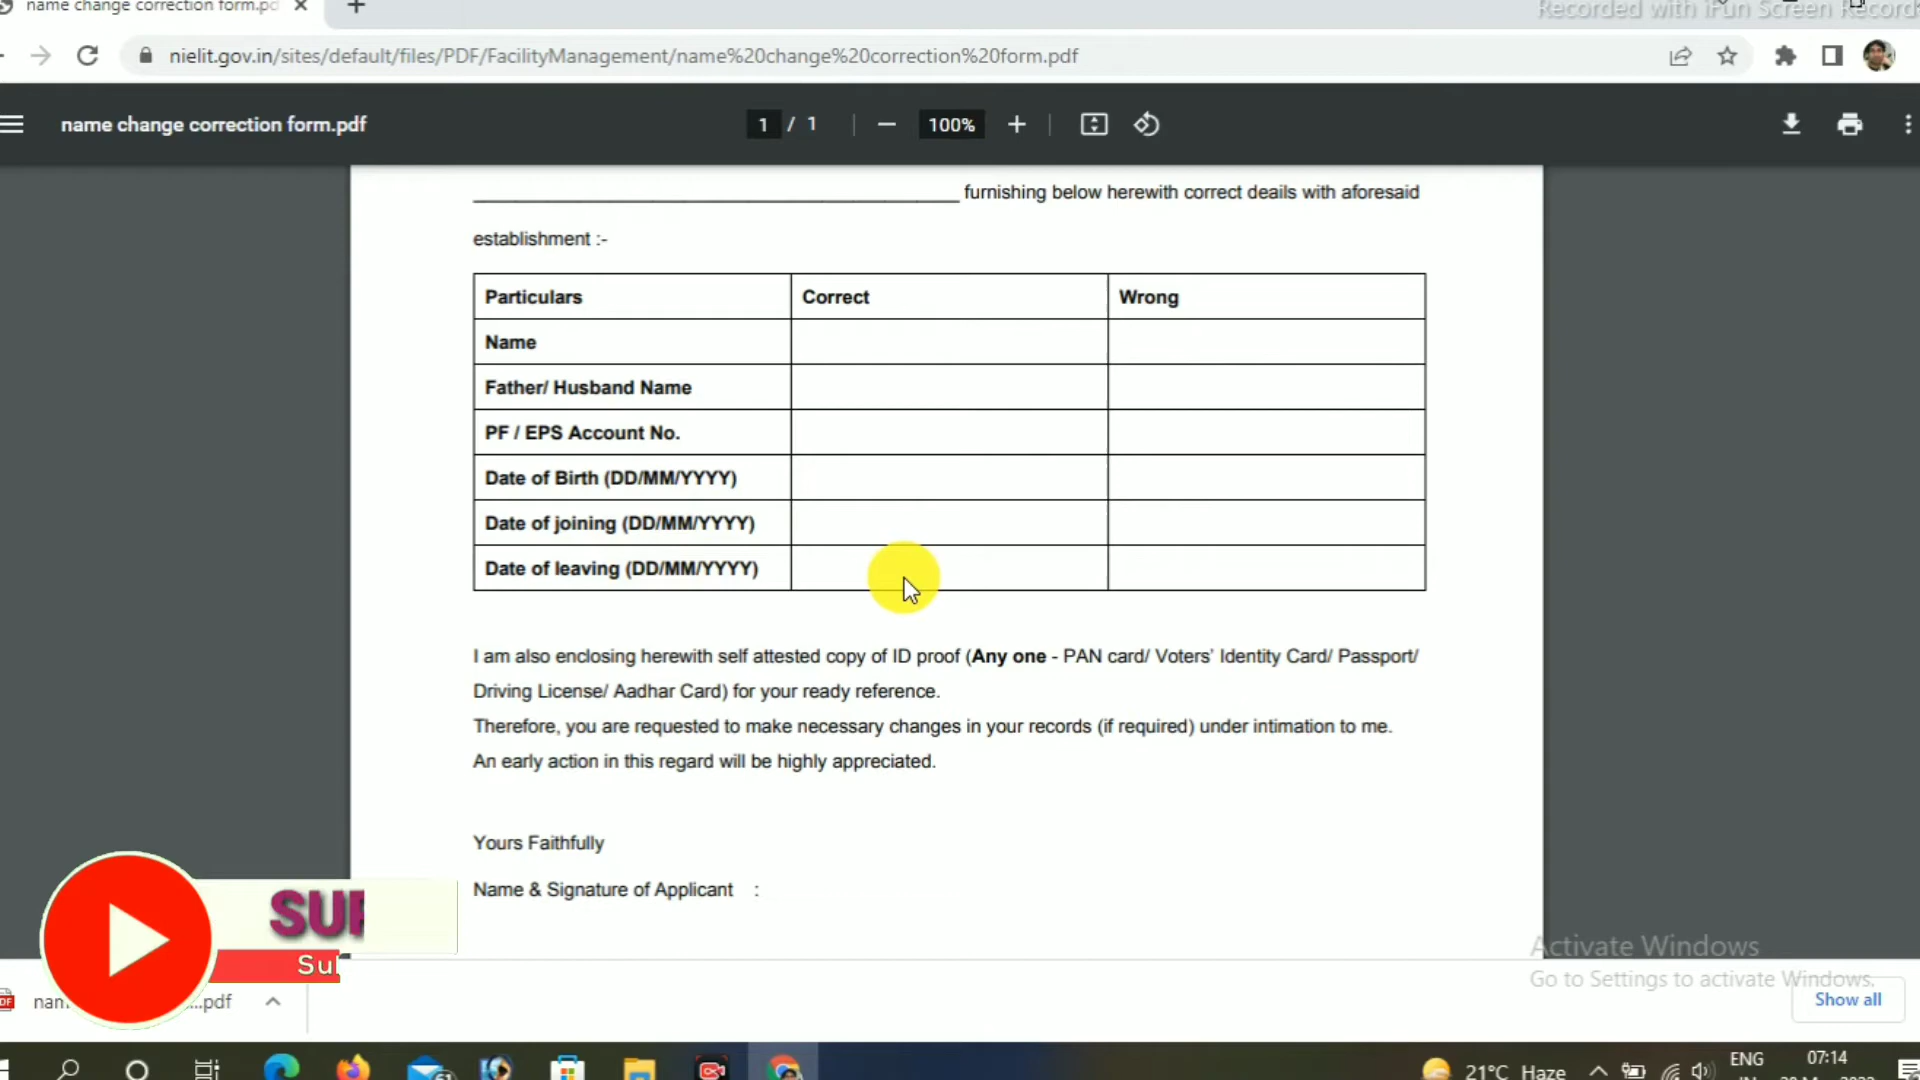 name change correction form.pd
Recorded with iFun Screen Record
nielit.gov.in/sites/default/files/PDF/FacilityManagement/name%20change%20correction%20form.pdf
name change correction form.pdf
1 / 1
100%
furnishing below herewith correct deails with aforesaid
establishment :-
Particulars Correct Wrong
Name
Father/ Husband Name
PF / EPS Account No.
Date of Birth (DD/MM/YYYY)
Date of joining (DD/MM/YYYY)
Date of leaving (DD/MM/YYYY)
I am also enclosing herewith self attested copy of ID proof (Any one - PAN card/ Voters' Identity Card/ Passport/
Driving License/ Aadhar Card) for your ready reference.
Therefore, you are requested to make necessary changes in your records (if required) under intimation to me.
An early action in this regard will be highly appreciated.
Yours Faithfully
Name & Signature of Applicant :
SUP
Su
Activate Windows
Go to Settings to activate Windows.
nam ...pdf
Show all
21°C Haze
ENG
07:14